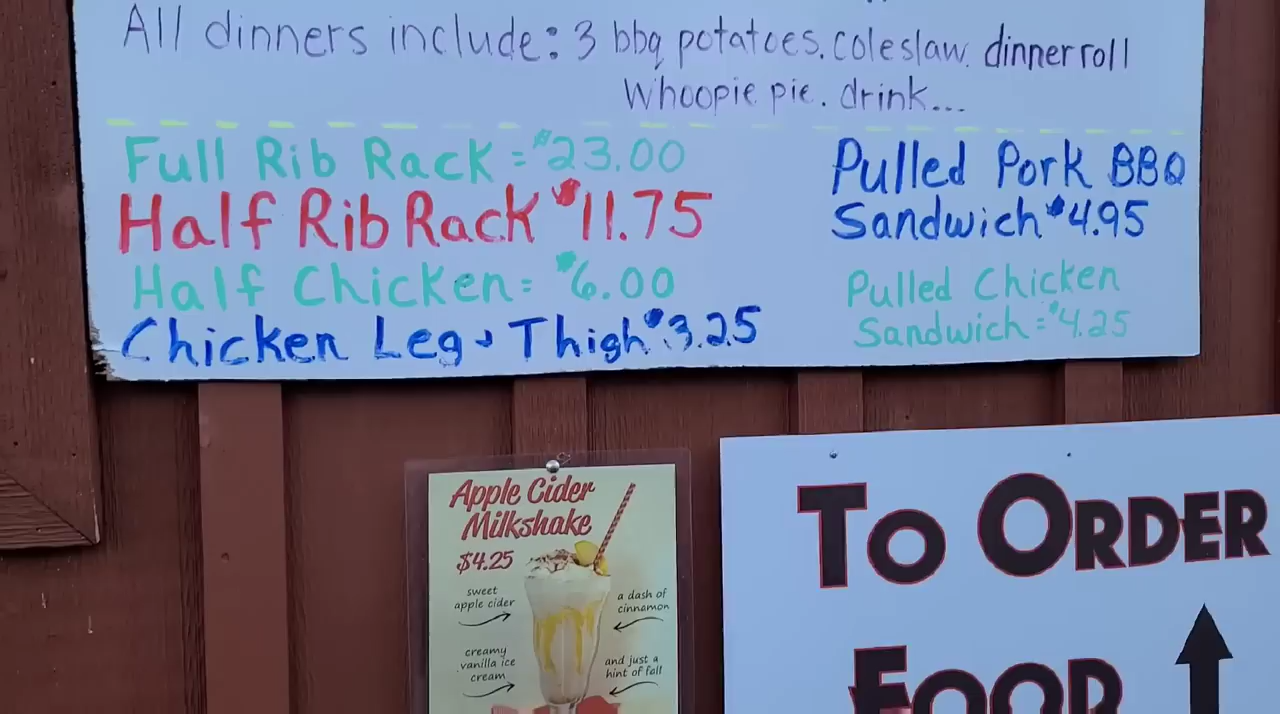 All dinners include: 3 bbq potatoes. coleslaw. dinner roll
Whoopie pie. drink...
Full Rib Rack = $23.00
Half Rib Rack $11.75
Half Chicken = $6.00
Chicken Leg & Thigh $3.25
Pulled Pork BBQ
Sandwich $4.95
Pulled Chicken
Sandwich = $4.25
Apple Cider
Milkshake
$4.25
sweet
apple cider
a dash of
cinnamon
creamy
vanilla ice
cream
and just a
hint of fall
TO ORDER
FOOD